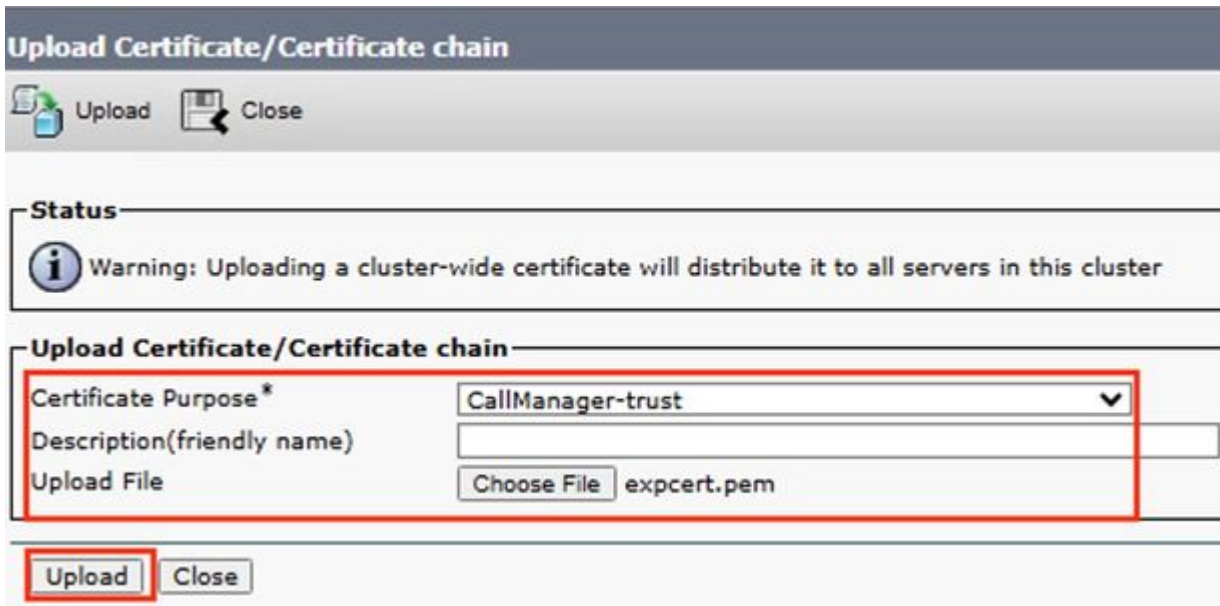 Upload Certificate/Certificate chain
Upload Close
Status
Warning: Uploading a cluster-wide certificate will distribute it to all servers in this cluster
Upload Certificate/Certificate chain
Certificate Purpose* CallManager-trust
Description(friendly name)
Upload File Choose File expcert.pem
Upload Close